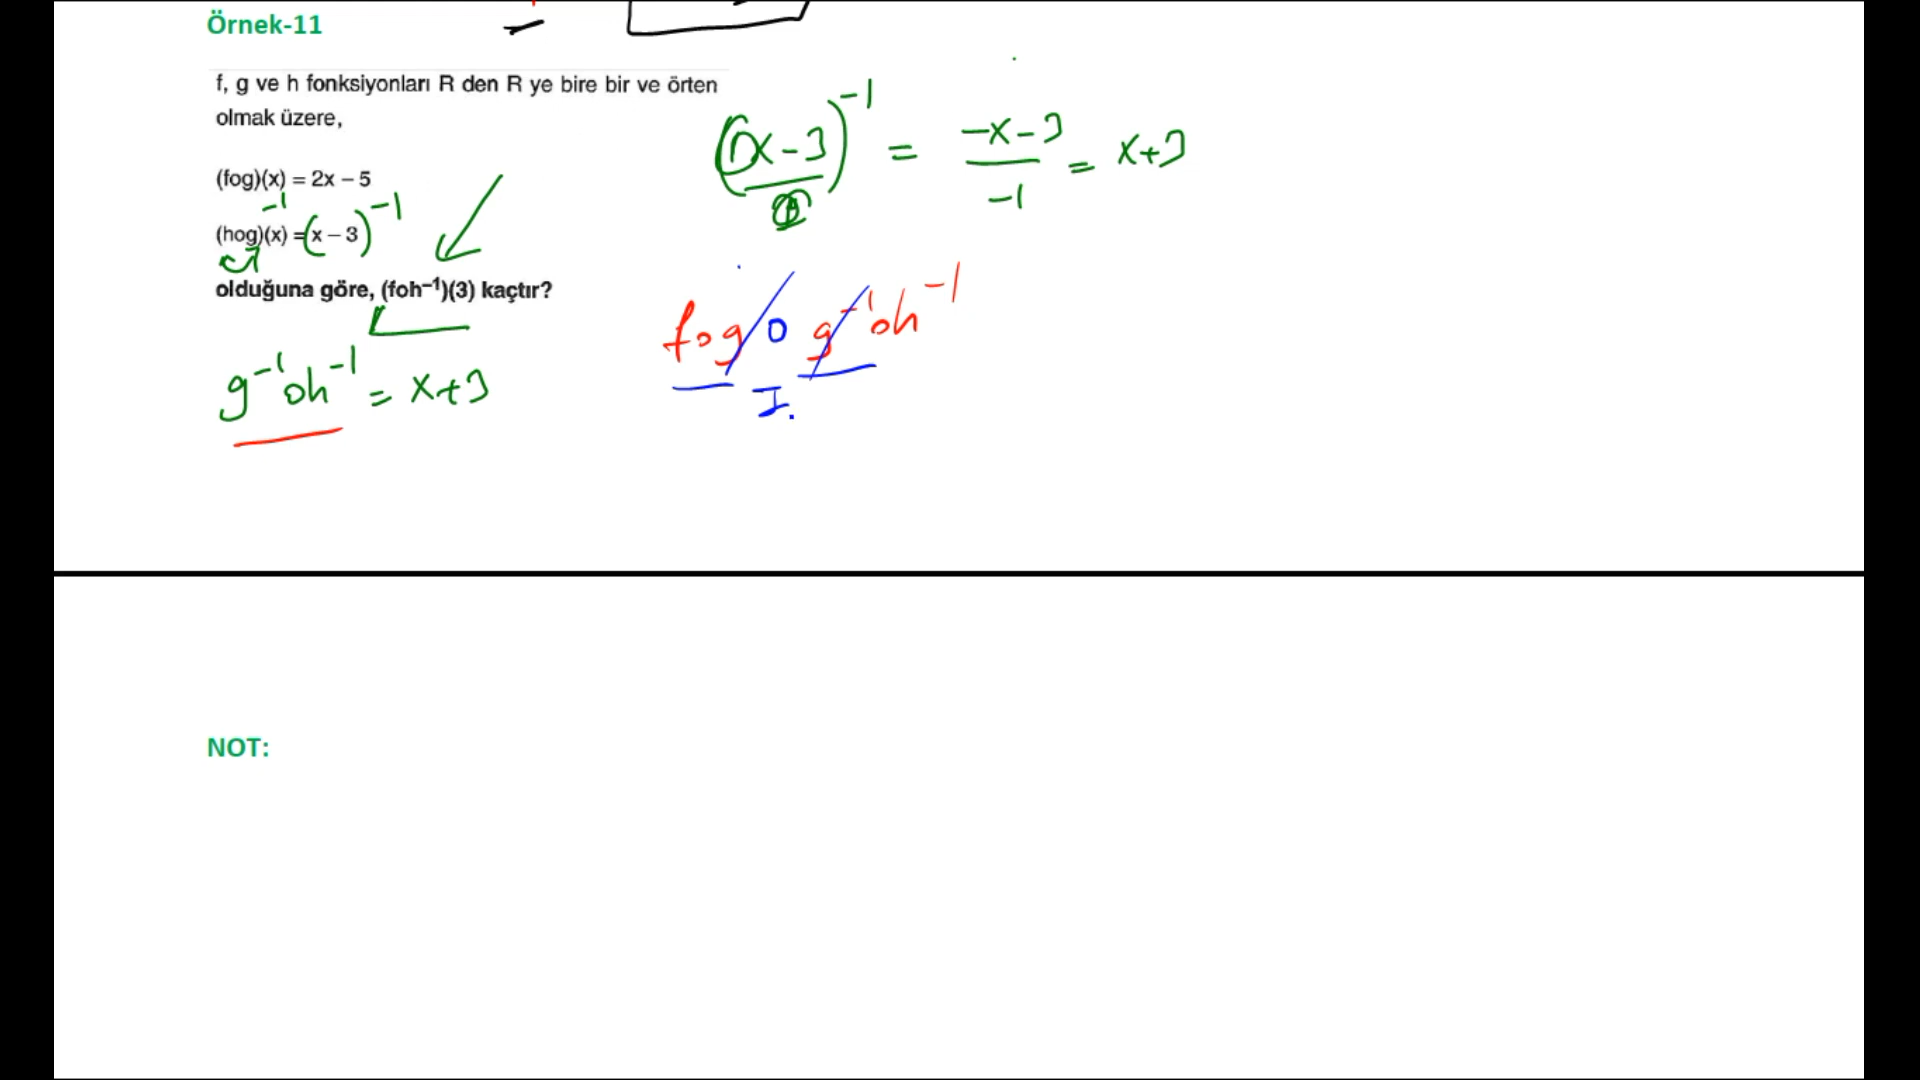 Örnek-11
f, g ve h fonksiyonları R den R ye bire bir ve örten
olmak üzere,
(fog)(x) = 2x – 5
(hog)⁻¹(x) = (x – 3)⁻¹
olduğuna göre, (foh⁻¹)(3) kaçtır?
g⁻¹oh⁻¹ = x+3
= (-x-3)/-1 = x+3
fog o g⁻¹oh⁻¹
I.
NOT: